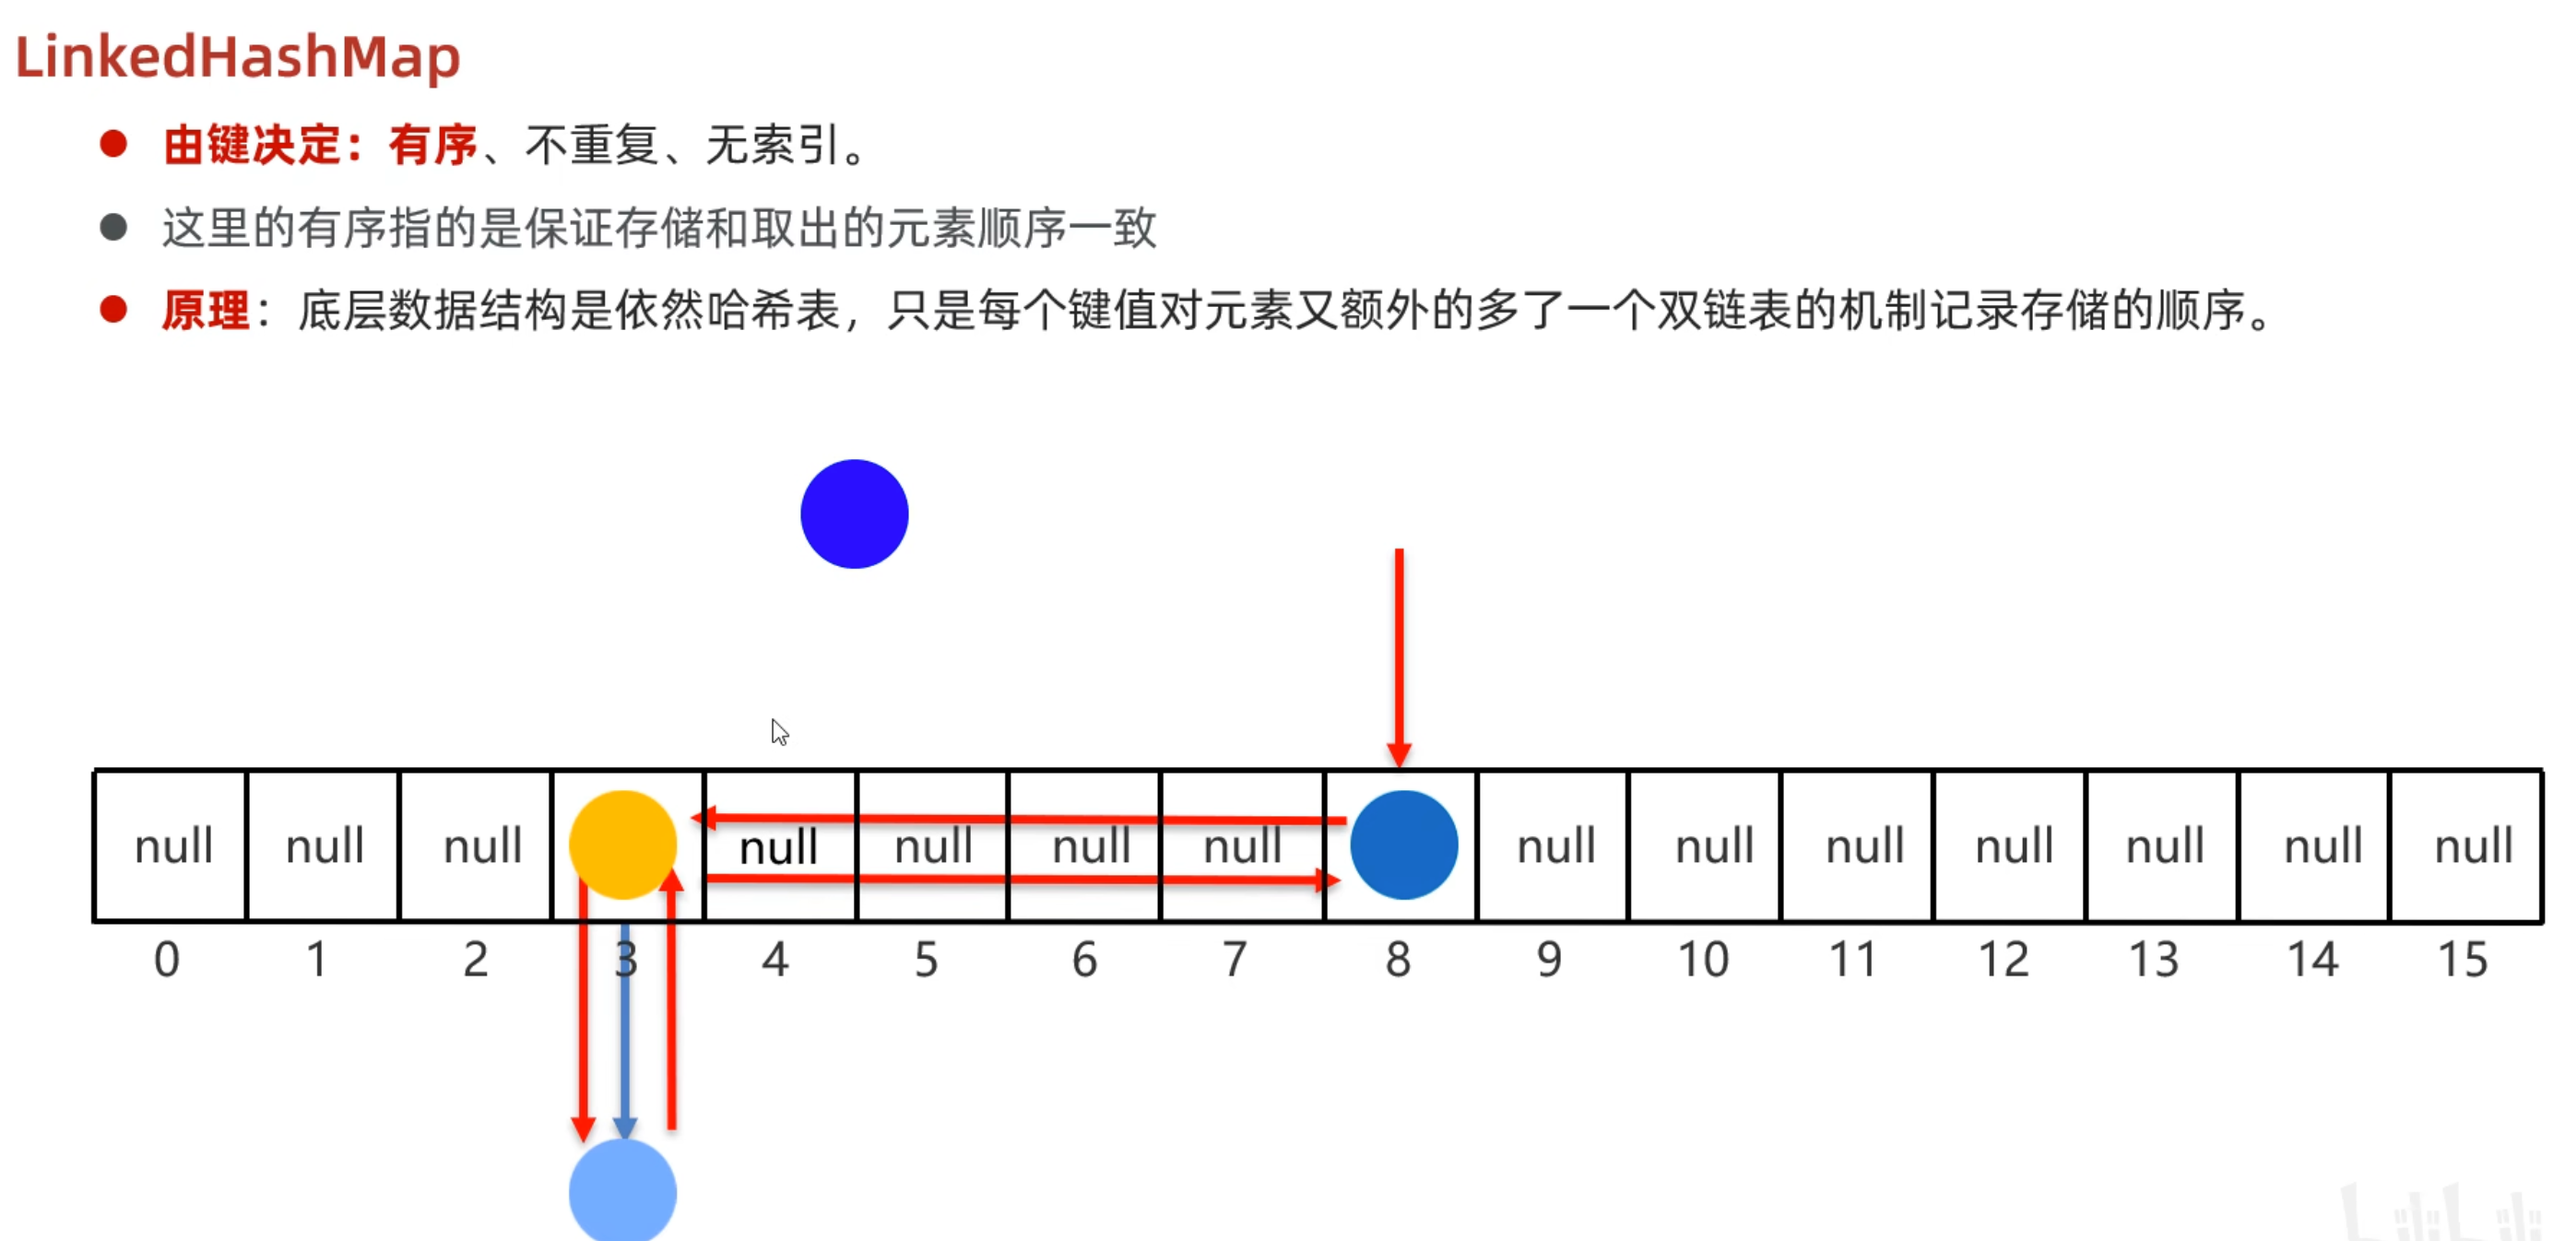 LinkedHashMap
由键决定：有序、不重复、无索引。
这里的有序指的是保证存储和取出的元素顺序一致
原理：底层数据结构是依然哈希表，只是每个键值对元素又额外的多了一个双链表的机制记录存储的顺序。
null null null null null null null null null null null null null null
0 1 2 3 4 5 6 7 8 9 10 11 12 13 14 15